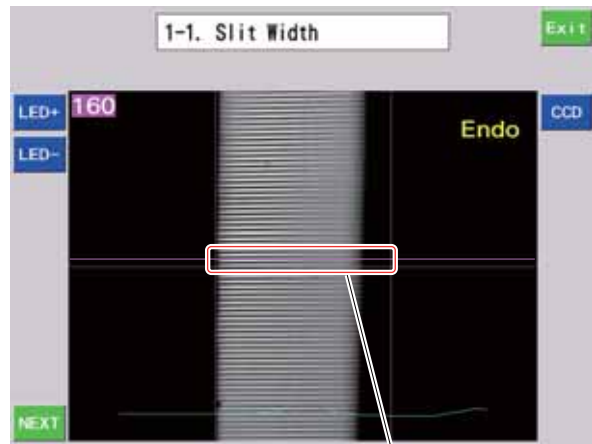 1-1. Slit Width
Exit
LED+
160
Endo
CCD
LED-
NEXT